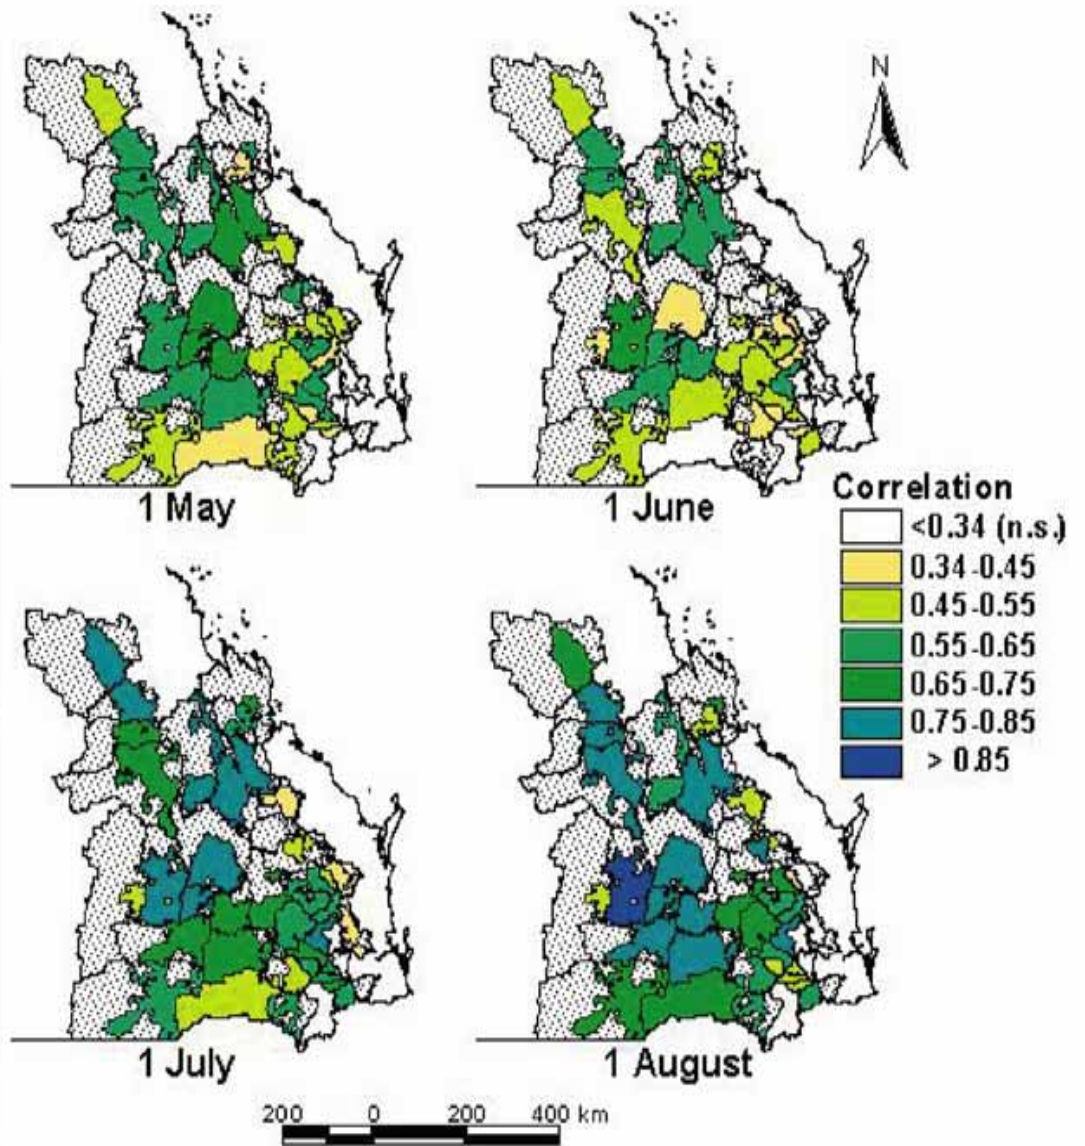 N
1 May
1 June
Correlation
<0.34 (n.s.)
0.34-0.45
0.45-0.55
0.55-0.65
0.65-0.75
0.75-0.85
> 0.85
1 July
1 August
200 0 200 400 km